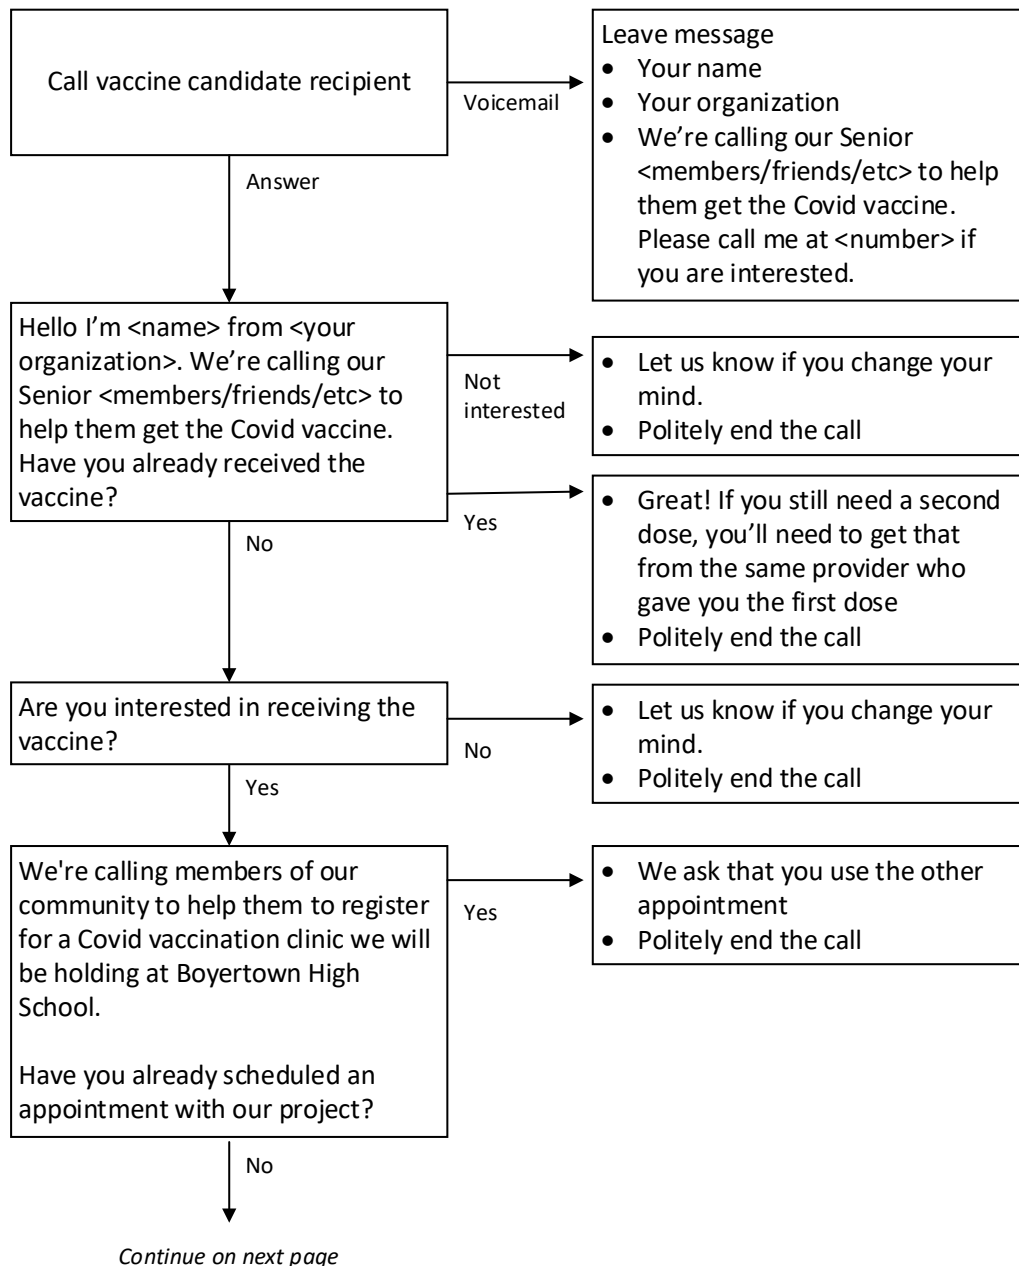 Call vaccine candidate recipient
Voicemail
Leave message
• Your name
• Your organization
• We’re calling our Senior
<members/friends/etc> to help
them get the Covid vaccine.
Please call me at <number> if
you are interested.
Answer
Hello I’m <name> from <your
organization>. We’re calling our
Senior <members/friends/etc> to
help them get the Covid vaccine.
Have you already received the
vaccine?
Not
interested
• Let us know if you change your
mind.
• Politely end the call
Yes
• Great! If you still need a second
dose, you’ll need to get that
from the same provider who
gave you the first dose
• Politely end the call
No
Are you interested in receiving the
vaccine?
No
• Let us know if you change your
mind.
• Politely end the call
Yes
We're calling members of our
community to help them to register
for a Covid vaccination clinic we will
be holding at Boyertown High
School.
Have you already scheduled an
appointment with our project?
Yes
• We ask that you use the other
appointment
• Politely end the call
No
Continue on next page